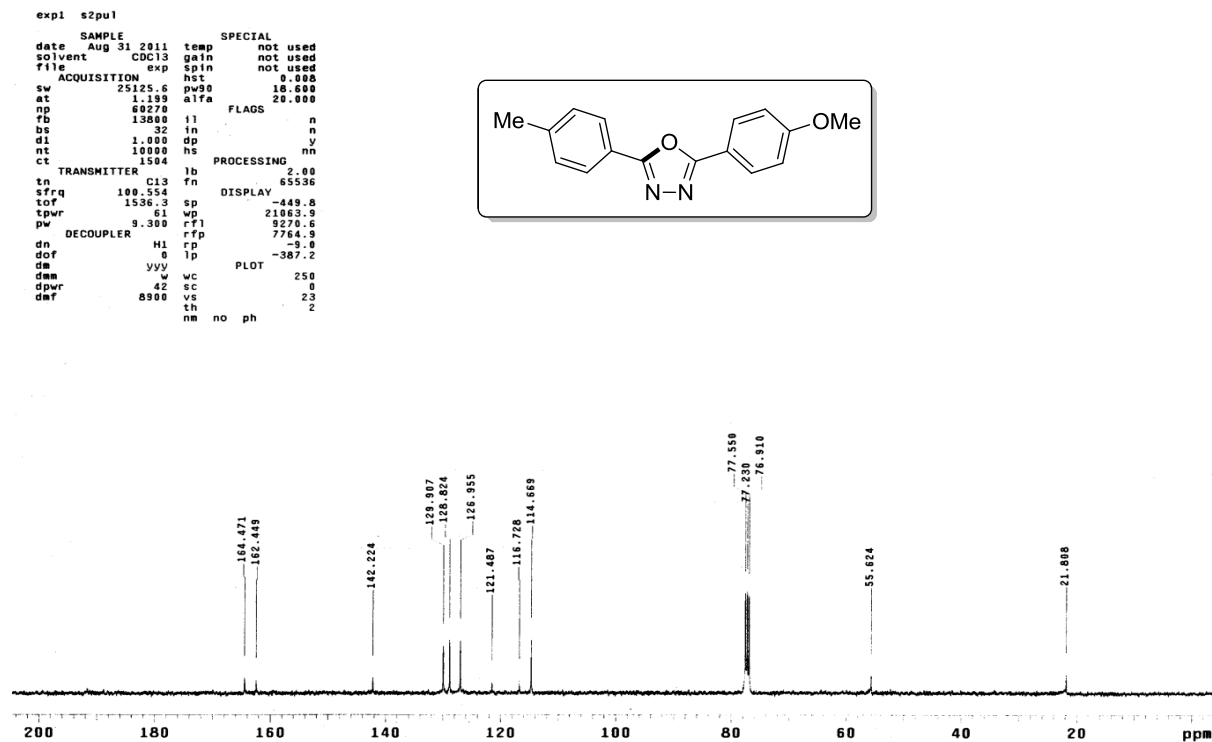 exp1 s2pul
SAMPLE SPECIAL
date Aug 31 2011 temp not used
solvent CDCl3 gain not used
file exp spin not used
ACQUISITION hst 0.008
sw 25125.6 pw90 18.600
at 1.199 alfa 20.000
np 60270 FLAGS
fb 13800 il n
bs 32 in n
d1 1.000 dp y
nt 10000 hs nn
ct 1504 PROCESSING
TRANSMITTER lb 2.00
tn C13 fn 65536
sfrq 100.554 DISPLAY
tof 1536.3 sp -449.8
tpwr 61 wp 21063.9
pw 9.300 rfl 9270.6
DECOUPLER rfp 7764.9
dn H1 rp -9.0
dof 0 lp -387.2
dm yyy PLOT
dmm w wc 250
dpwr 42 sc 0
dmf 8900 vs 23
th 2
nm no ph
Me
O
OMe
N N
164.471
162.449
142.224
129.907
128.824
126.955
121.487
116.728
114.669
77.550
77.230
76.910
55.624
21.808
200 180 160 140 120 100 80 60 40 20 ppm